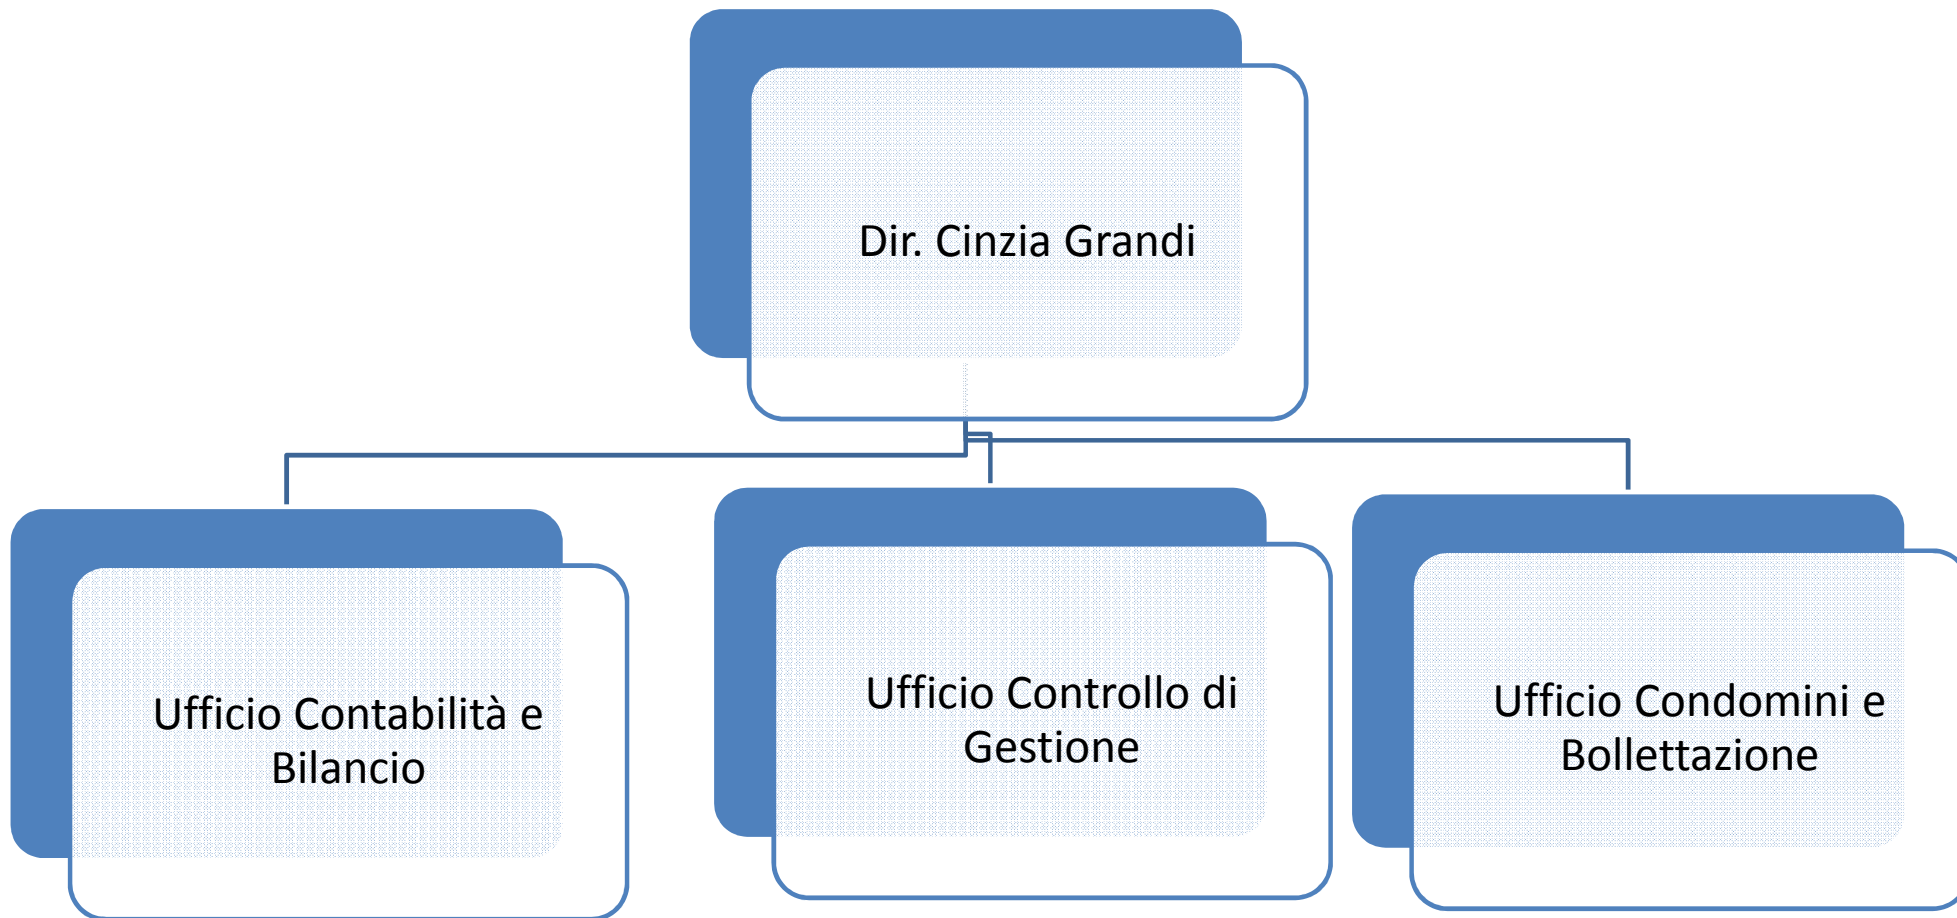 Dir. Cinzia Grandi
Ufficio Contabilità e
Bilancio
Ufficio Controllo di
Gestione
Ufficio Condomini e
Bollettazione